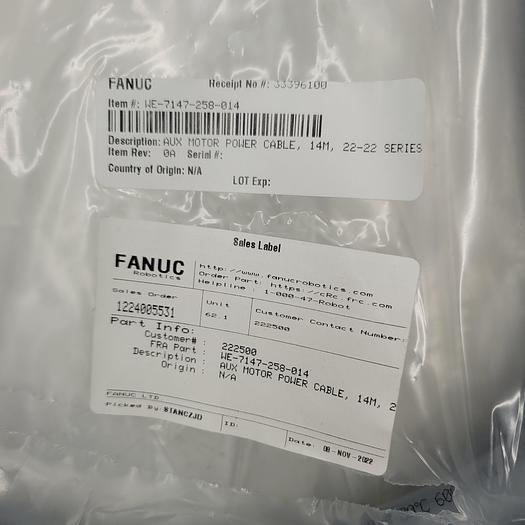 FANUC Receipt No #: 33396100
Item #: WE-7147-258-014
Description: AUX MOTOR POWER CABLE, 14M, 22-22 SERIES
Item Rev: 0A Serial #:
Country of Origin: N/A
LOT Exp:
Sales Label
FANUC
Robotics
http://www.fanucrobotics.com
Order Part: https://cRc.frc.com
Helpline : 1-000-47-Robot
Sales Order
1224005531
Unit
62.1
Customer Contact Number:
222500
Part Info:
Customer# : 222500
FRA Part : WE-7147-258-014
Description : AUX MOTOR POWER CABLE, 14M, 2
Origin : N/A
FANUC LTD
Picked By: STANCZJD
ID:
Date: 08-NOV-2022